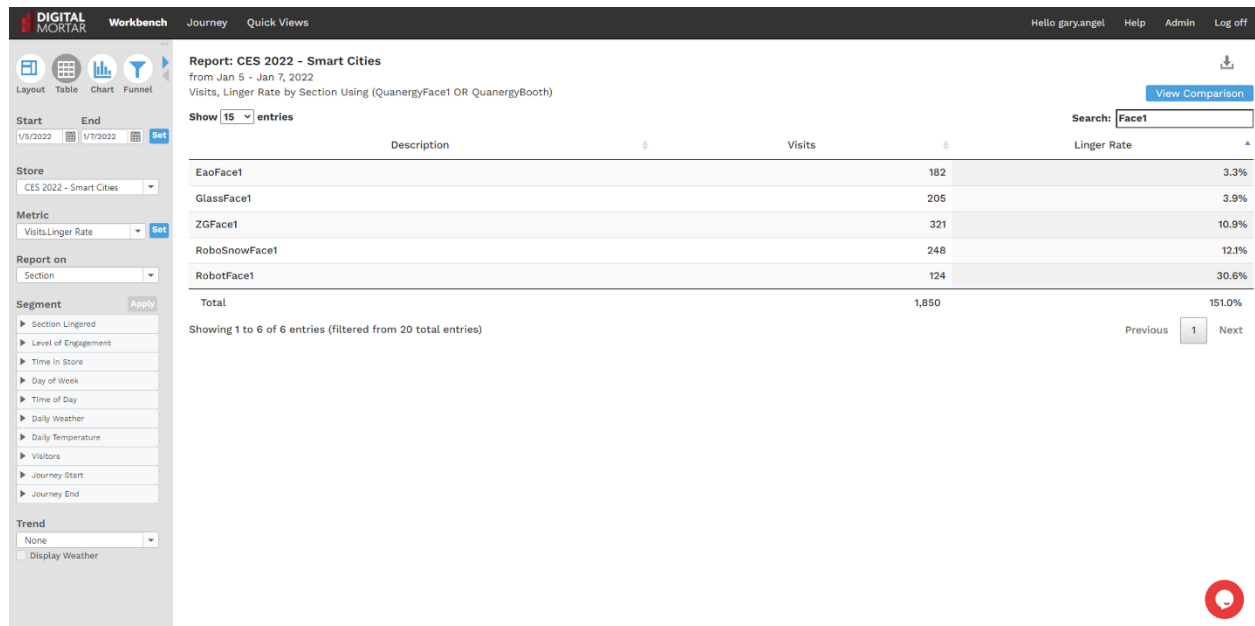 DIGITAL
MORTAR
Workbench Journey Quick Views Hello gary.angel Help Admin Log off
<<
Layout Table Chart Funnel
Start End
1/5/2022 1/7/2022 Set
Store
CES 2022 - Smart Cities
Metric
Visits.Linger Rate Set
Report on
Section
Segment Apply
Section Lingered
Level of Engagement
Time in Store
Day of Week
Time of Day
Daily Weather
Daily Temperature
Visitors
Journey Start
Journey End
Trend
None
Display Weather
Report: CES 2022 - Smart Cities
from Jan 5 - Jan 7, 2022
Visits, Linger Rate by Section Using (QuanergyFace1 OR QuanergyBooth)
View Comparison
Show 15 entries Search: Face1
Description Visits Linger Rate
EaoFace1 182 3.3%
GlassFace1 205 3.9%
ZGFace1 321 10.9%
RoboSnowFace1 248 12.1%
RobotFace1 124 30.6%
Total 1,850 151.0%
Showing 1 to 6 of 6 entries (filtered from 20 total entries) Previous 1 Next